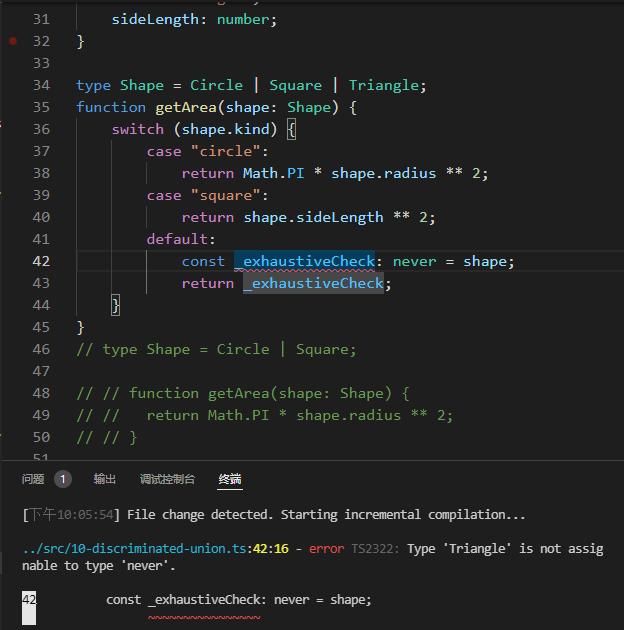 31 sideLength: number;
32 }
33
34 type Shape = Circle | Square | Triangle;
35 function getArea(shape: Shape) {
36 switch (shape.kind) {
37 case "circle":
38 return Math.PI * shape.radius ** 2;
39 case "square":
40 return shape.sideLength ** 2;
41 default:
42 const _exhaustiveCheck: never = shape;
43 return _exhaustiveCheck;
44 }
45 }
46 // type Shape = Circle | Square;
47
48 // // function getArea(shape: Shape) {
49 // //   return Math.PI * shape.radius ** 2;
50 // // }
51
问题 1 输出 调试控制台 终端
[下午10:05:54] File change detected. Starting incremental compilation...
../src/10-discriminated-union.ts:42:16 - error TS2322: Type 'Triangle' is not assig
nable to type 'never'.
42 const _exhaustiveCheck: never = shape;
~~~~~~~~~~~~~~~~